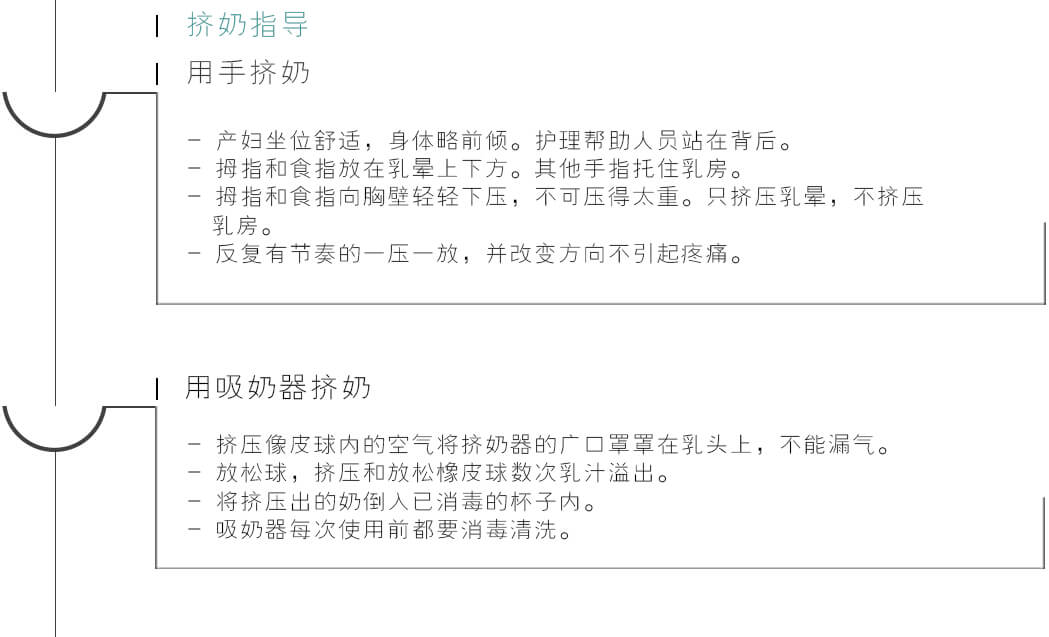 挤奶指导
用手挤奶
- 产妇坐位舒适，身体略前倾。护理帮助人员站在背后。
- 拇指和食指放在乳晕上下方。其他手指托住乳房。
- 拇指和食指向胸壁轻轻下压，不可压得太重。只挤压乳晕，不挤压
乳房。
- 反复有节奏的一压一放，并改变方向不引起疼痛。
用吸奶器挤奶
- 挤压像皮球内的空气将挤奶器的广口罩罩在乳头上，不能漏气。
- 放松球，挤压和放松橡皮球数次乳汁溢出。
- 将挤压出的奶倒入已消毒的杯子内。
- 吸奶器每次使用前都要消毒清洗。